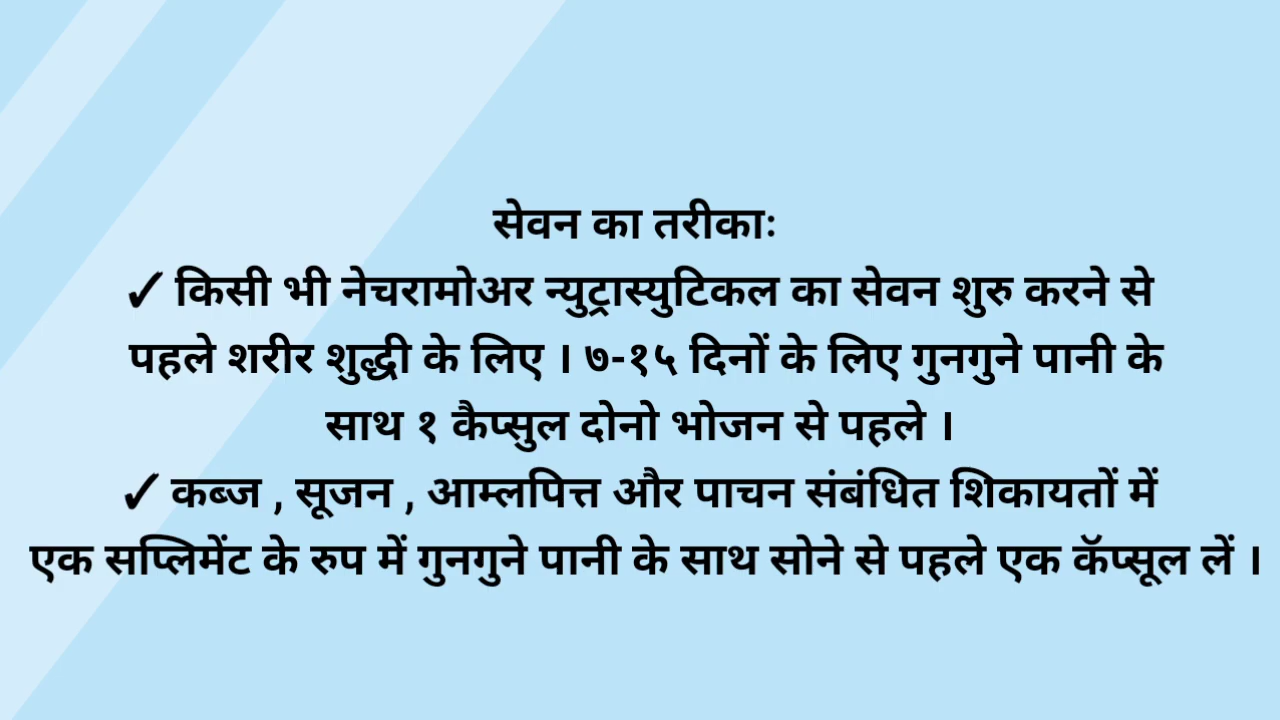 सेवन का तरीकाः
✓ किसी भी नेचरामोअर न्युट्रास्युटिकल का सेवन शुरु करने से
पहले शरीर शुद्धी के लिए । ७-१५ दिनों के लिए गुनगुने पानी के
साथ १ कैप्सुल दोनो भोजन से पहले ।
✓ कब्ज , सूजन , आम्लपित्त और पाचन संबंधित शिकायतों में
एक सप्लिमेंट के रुप में गुनगुने पानी के साथ सोने से पहले एक कॅप्सूल लें ।